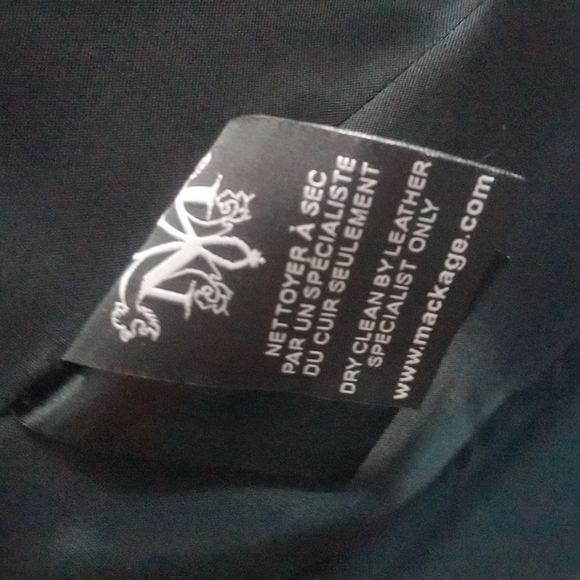 NETTOYER À SEC
PAR UN SPÉCIALISTE
DU CUIR SEULEMENT
DRY CLEAN BY LEATHER
SPECIALIST ONLY
www.mackage.com